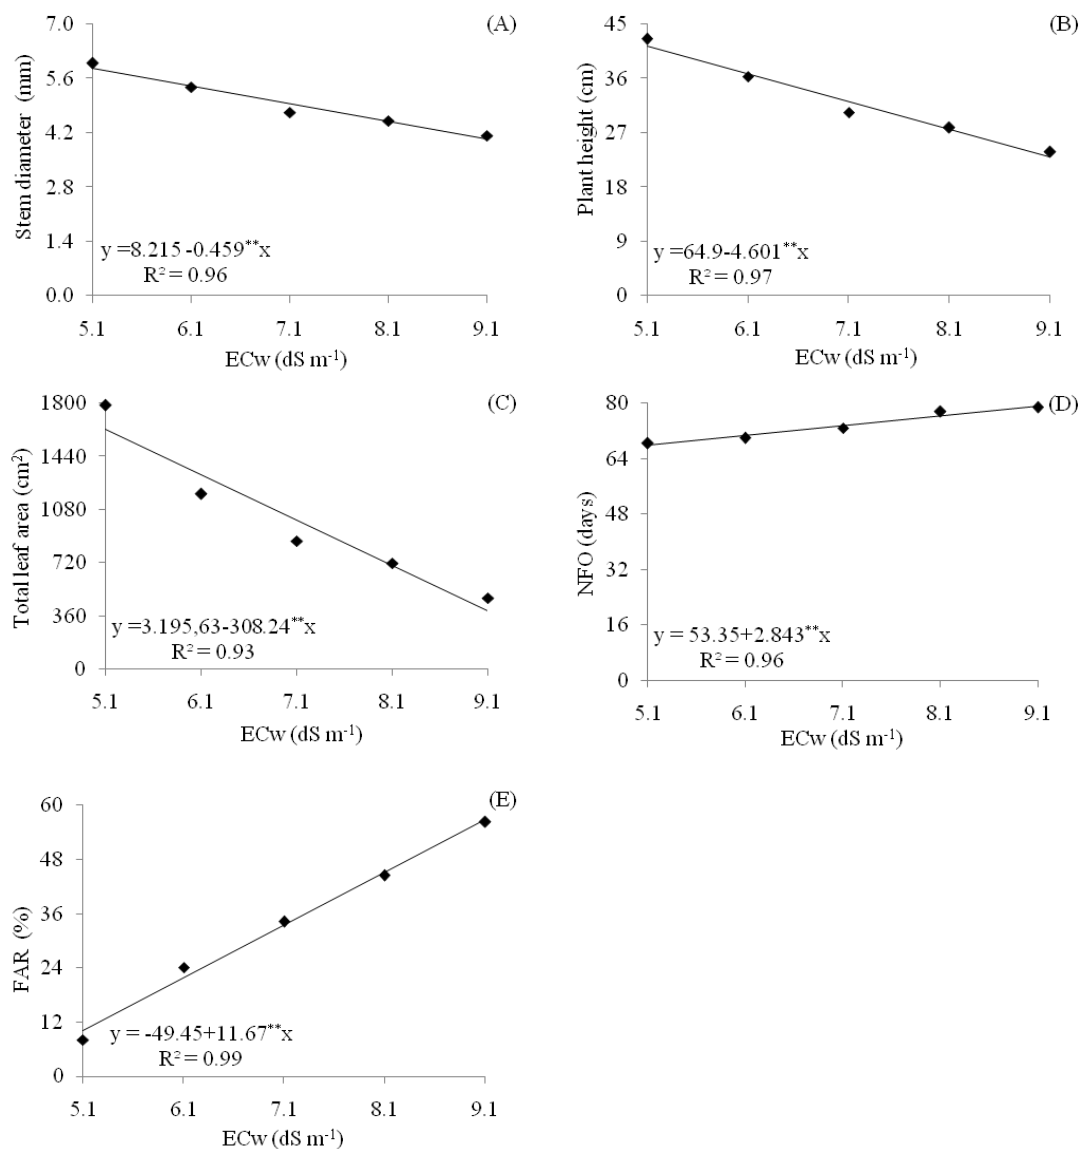 (A)
Stem diameter (mm)
7.0
5.6
4.2
2.8
1.4
0.0
y =8.215 -0.459**x
R² = 0.96
5.1 6.1 7.1 8.1 9.1
ECw (dS m⁻¹)
(B)
Plant height (cm)
45
36
27
18
9
0
y =64.9-4.601**x
R² = 0.97
5.1 6.1 7.1 8.1 9.1
ECw (dS m⁻¹)
(C)
Total leaf area (cm²)
1800
1440
1080
720
360
0
y =3.195,63-308.24**x
R² = 0.93
5.1 6.1 7.1 8.1 9.1
ECw (dS m⁻¹)
(D)
NFO (days)
80
64
48
32
16
0
y = 53.35+2.843**x
R² = 0.96
5.1 6.1 7.1 8.1 9.1
ECw (dS m⁻¹)
(E)
FAR (%)
60
48
36
24
12
0
y = -49.45+11.67**x
R² = 0.99
5.1 6.1 7.1 8.1 9.1
ECw (dS m⁻¹)